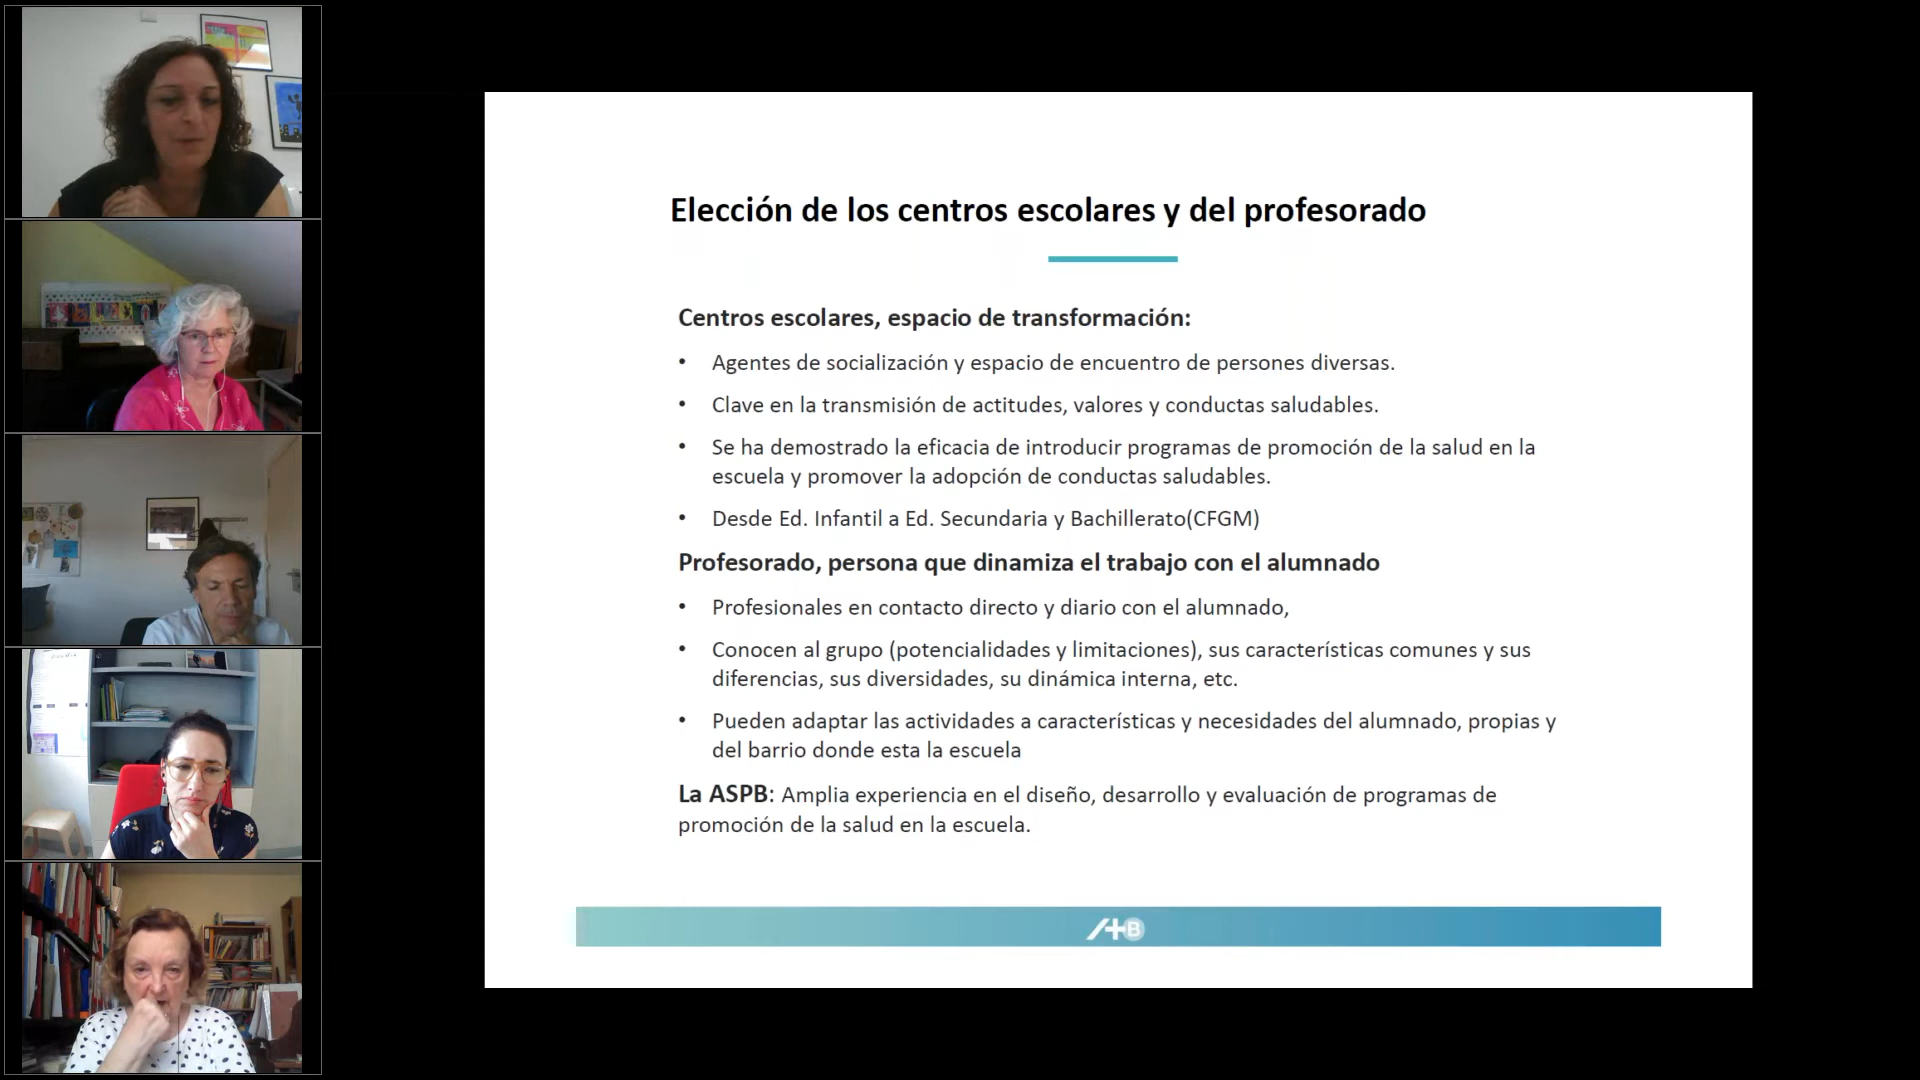 Elección de los centros escolares y del profesorado
Centros escolares, espacio de transformación:
• Agentes de socialización y espacio de encuentro de persones diversas.
• Clave en la transmisión de actitudes, valores y conductas saludables.
• Se ha demostrado la eficacia de introducir programas de promoción de la salud en la
escuela y promover la adopción de conductas saludables.
• Desde Ed. Infantil a Ed. Secundaria y Bachillerato(CFGM)
Profesorado, persona que dinamiza el trabajo con el alumnado
• Profesionales en contacto directo y diario con el alumnado,
• Conocen al grupo (potencialidades y limitaciones), sus características comunes y sus
diferencias, sus diversidades, su dinámica interna, etc.
• Pueden adaptar las actividades a características y necesidades del alumnado, propias y
del barrio donde esta la escuela
La ASPB: Amplia experiencia en el diseño, desarrollo y evaluación de programas de
promoción de la salud en la escuela.
B